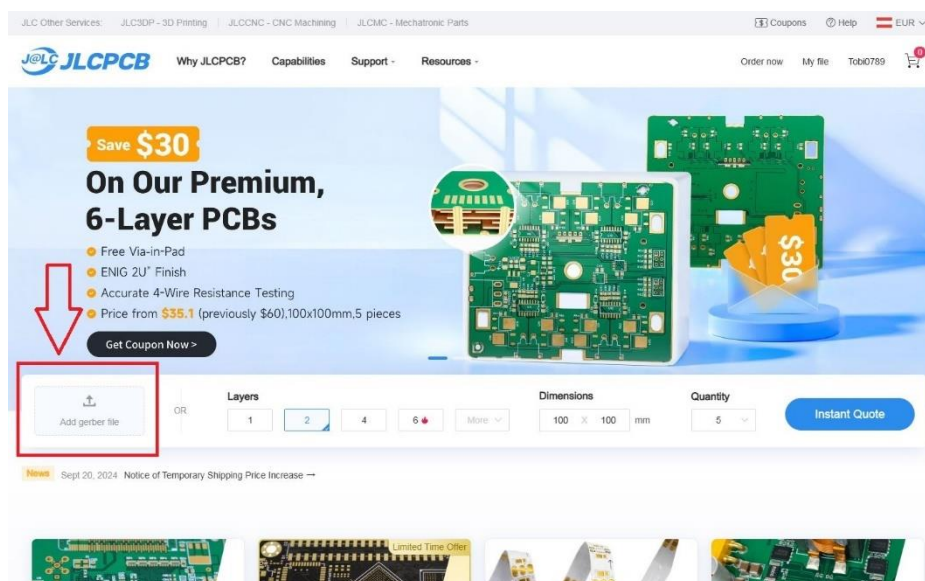 JLC Other Services: JLC3DP - 3D Printing JLCCNC - CNC Machining JLCMC - Mechatronic Parts Coupons Help EUR
J@LC JLCPCB Why JLCPCB? Capabilities Support Resources Order now My file Tobi0789 0
Save $30
On Our Premium,
6-Layer PCBs
Free Via-in-Pad
ENIG 2U" Finish
Accurate 4-Wire Resistance Testing
Price from $35.1 (previously $60),100x100mm,5 pieces
Get Coupon Now >
$30
Add gerber file
OR
Layers
1 2 4 6 More
Dimensions
100 X 100 mm
Quantity
5
Instant Quote
News Sept 20, 2024 Notice of Temporary Shipping Price Increase →
Limited Time Offer